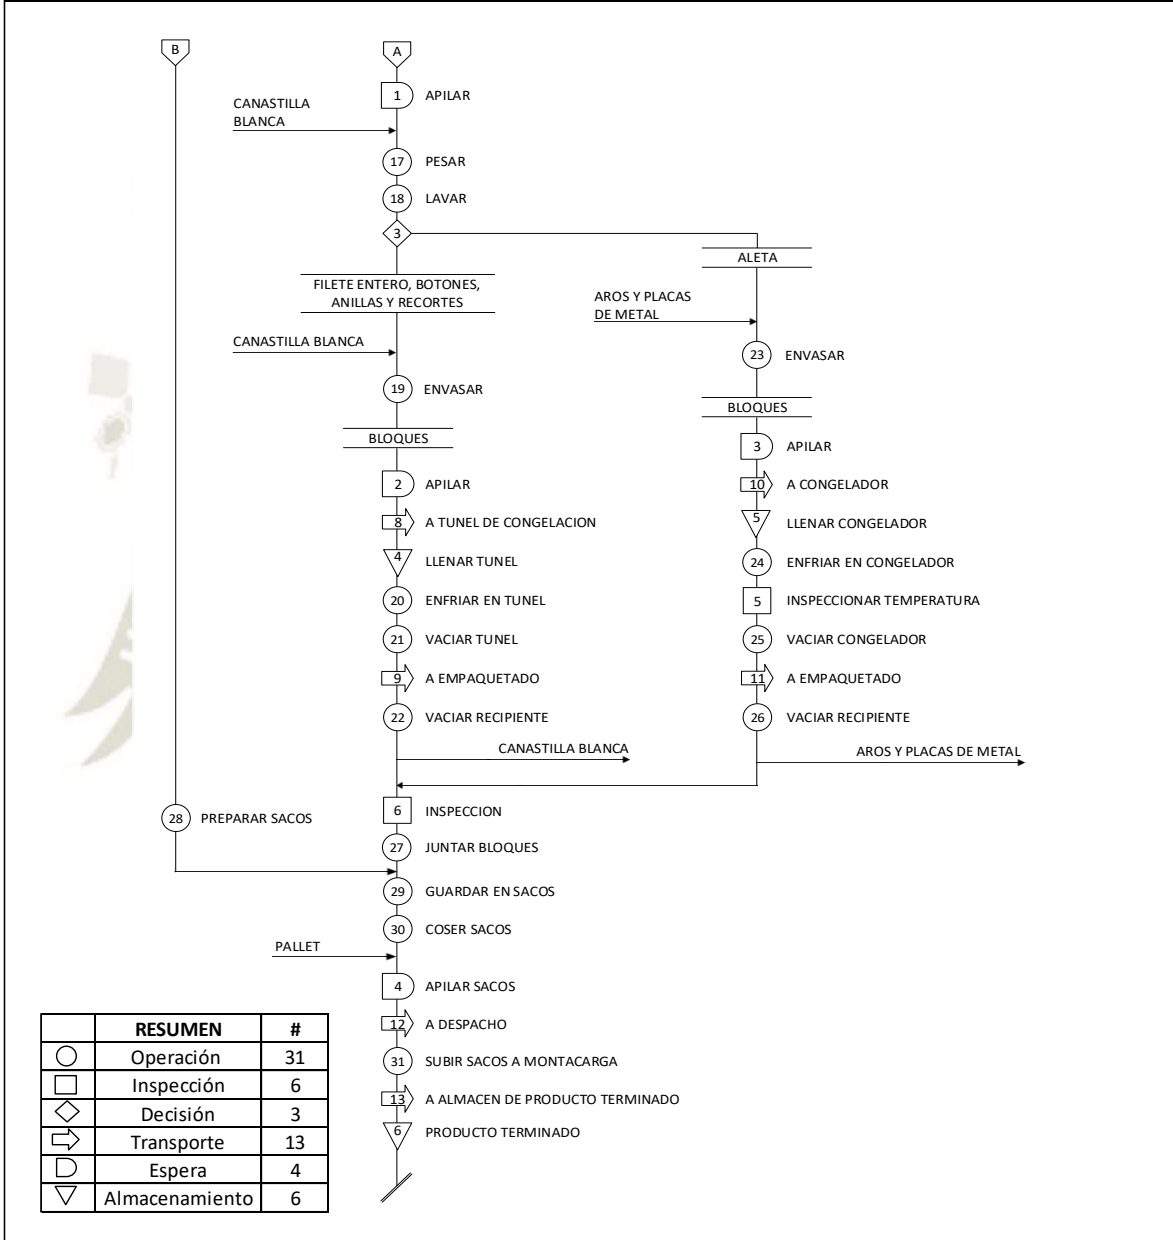 B
A
1 APILAR
CANASTILLA
BLANCA
17 PESAR
18 LAVAR
3
ALETA
FILETE ENTERO, BOTONES,
ANILLAS Y RECORTES
AROS Y PLACAS
DE METAL
CANASTILLA BLANCA
23 ENVASAR
19 ENVASAR
BLOQUES
BLOQUES
3 APILAR
2 APILAR
10 A CONGELADOR
8 A TUNEL DE CONGELACION
5 LLENAR CONGELADOR
4 LLENAR TUNEL
24 ENFRIAR EN CONGELADOR
20 ENFRIAR EN TUNEL
5 INSPECCIONAR TEMPERATURA
21 VACIAR TUNEL
25 VACIAR CONGELADOR
9 A EMPAQUETADO
11 A EMPAQUETADO
22 VACIAR RECIPIENTE
26 VACIAR RECIPIENTE
CANASTILLA BLANCA
AROS Y PLACAS DE METAL
6 INSPECCION
28 PREPARAR SACOS
27 JUNTAR BLOQUES
29 GUARDAR EN SACOS
30 COSER SACOS
PALLET
4 APILAR SACOS
12 A DESPACHO
31 SUBIR SACOS A MONTACARGA
13 A ALMACEN DE PRODUCTO TERMINADO
6 PRODUCTO TERMINADO
RESUMEN #
Operación 31
Inspección 6
Decisión 3
Transporte 13
Espera 4
Almacenamiento 6